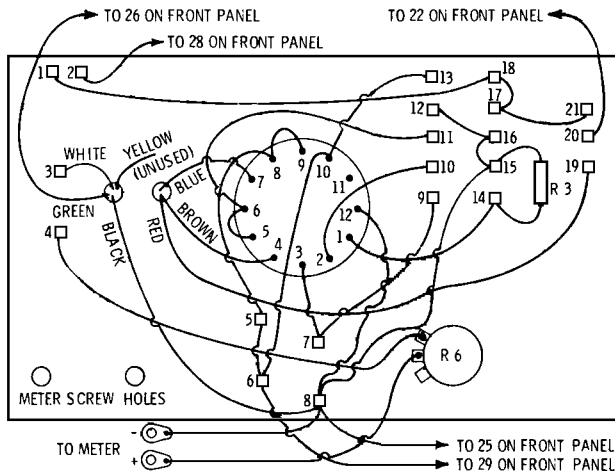 TO 26 ON FRONT PANEL
TO 22 ON FRONT PANEL
TO 28 ON FRONT PANEL
1 2
13
18
17
12
21
YELLOW
(UNUSED)
WHITE
11
16
20
3
9
10
8
BLUE
7
11
10
15
19
GREEN
RED
BROWN
6
12
9
14
R 3
4
BLACK
5
4
3
2
1
5
7
R 6
6
8
METER SCREW HOLES
-
TO METER
+
TO 25 ON FRONT PANEL
TO 29 ON FRONT PANEL